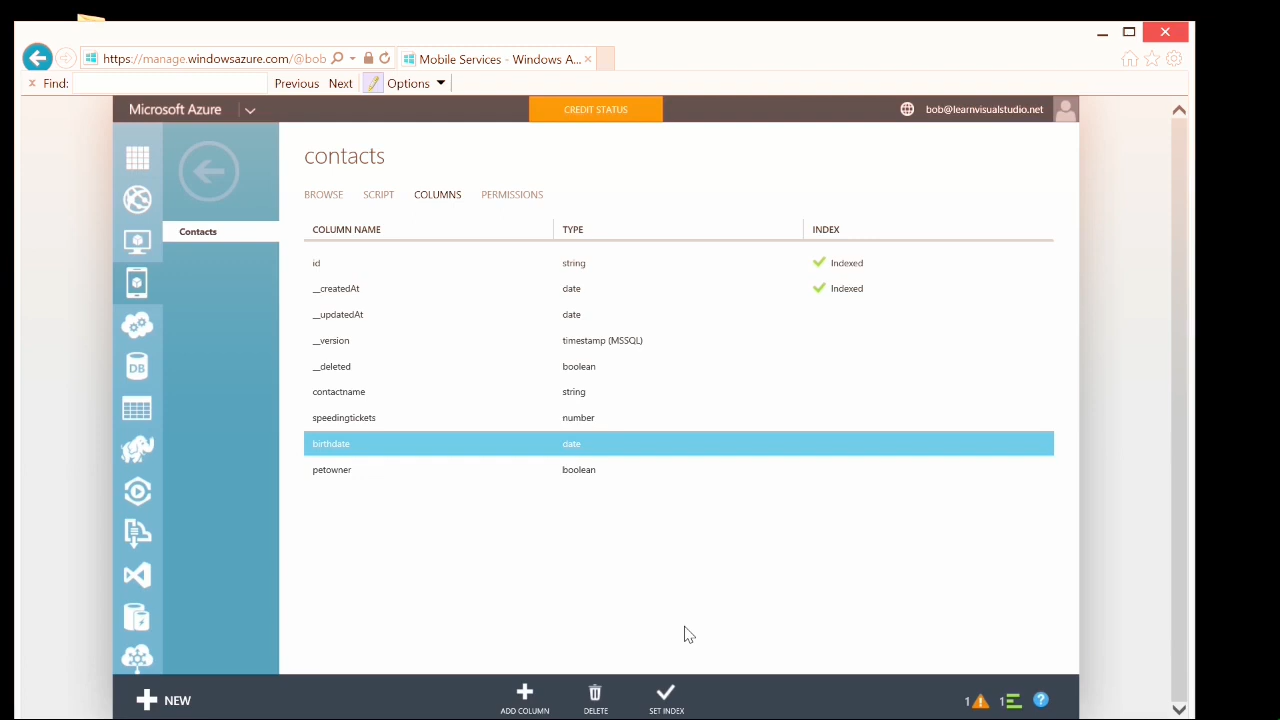 https://manage.windowsazure.com/@bob
Mobile Services - Windows A...
Find:
Previous Next Options
Microsoft Azure
CREDIT STATUS
bob@learnvisualstudio.net
Contacts
contacts
BROWSE SCRIPT COLUMNS PERMISSIONS
COLUMN NAME TYPE INDEX
id string Indexed
__createdAt date Indexed
__updatedAt date
__version timestamp (MSSQL)
__deleted boolean
contactname string
speedingtickets number
birthdate date
petowner boolean
DB
NEW
ADD COLUMN DELETE SET INDEX
1 1 ?